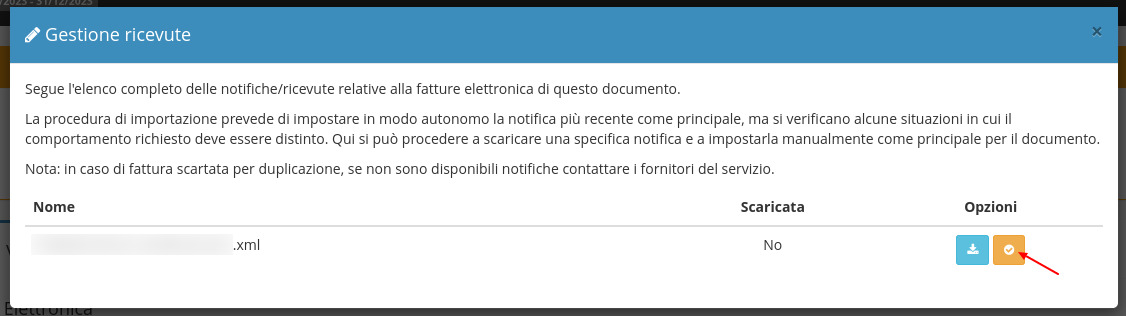 /2023 - 31/12/2023
Gestione ricevute
×
Segue l'elenco completo delle notifiche/ricevute relative alla fatture elettronica di questo documento.
La procedura di importazione prevede di impostare in modo autonomo la notifica più recente come principale, ma si verificano alcune situazioni in cui il
comportamento richiesto deve essere distinto. Qui si può procedere a scaricare una specifica notifica e a impostarla manualmente come principale per il documento.
Nota: in caso di fattura scartata per duplicazione, se non sono disponibili notifiche contattare i fornitori del servizio.
Nome Scaricata Opzioni
.xml No
Elettronica